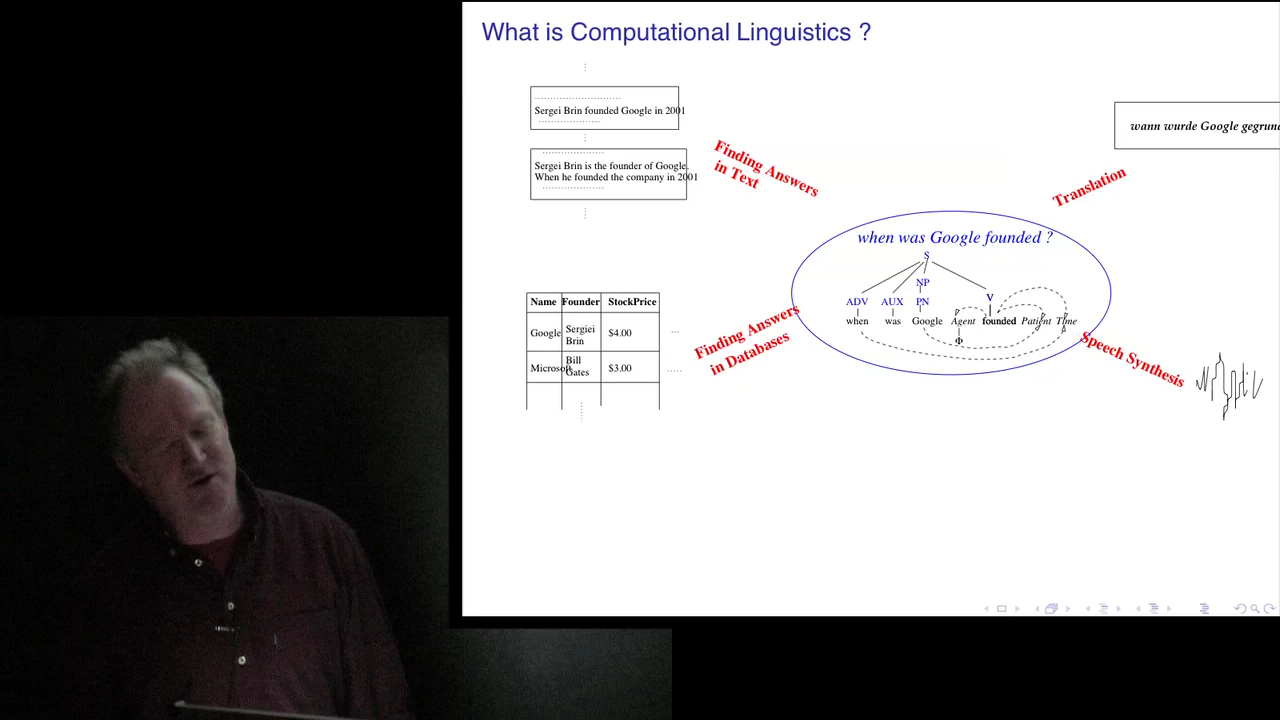 What is Computational Linguistics ?
Sergei Brin founded Google in 2001
Sergei Brin is the founder of Google.
When he founded the company in 2001
Finding Answers
in Text
Translation
wann wurde Google gegrun
when was Google founded ?
S
NP
ADV AUX PN V
when was Google Agent founded Patient Time
Φ
Name Founder StockPrice
Google Sergiei
Brin $4.00
Microsoft Bill
Gates $3.00
Finding Answers
in Databases
Speech Synthesis